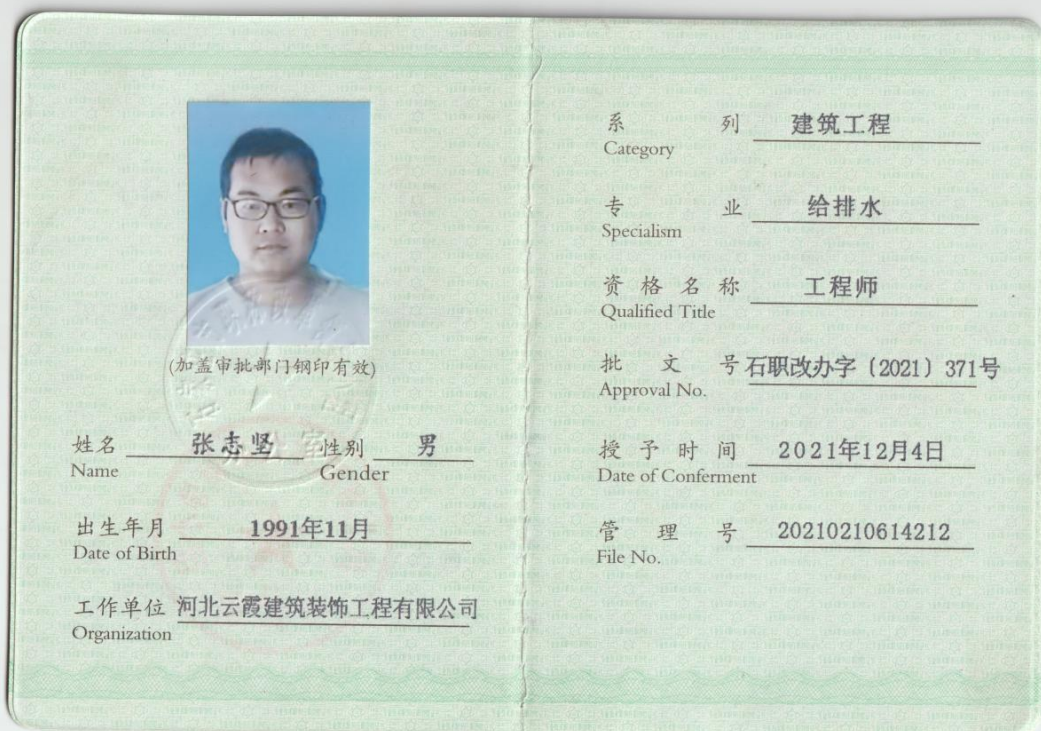 (加盖审批部门钢印有效)
姓名 张志坚 性别 男
Name Gender
出生年月 1991年11月
Date of Birth
工作单位 河北云霞建筑装饰工程有限公司
Organization
系列 建筑工程
Category
专业 给排水
Specialism
资格名称 工程师
Qualified Title
批文号 石职改办字〔2021〕371号
Approval No.
授予时间 2021年12月4日
Date of Conferment
管理号 20210210614212
File No.